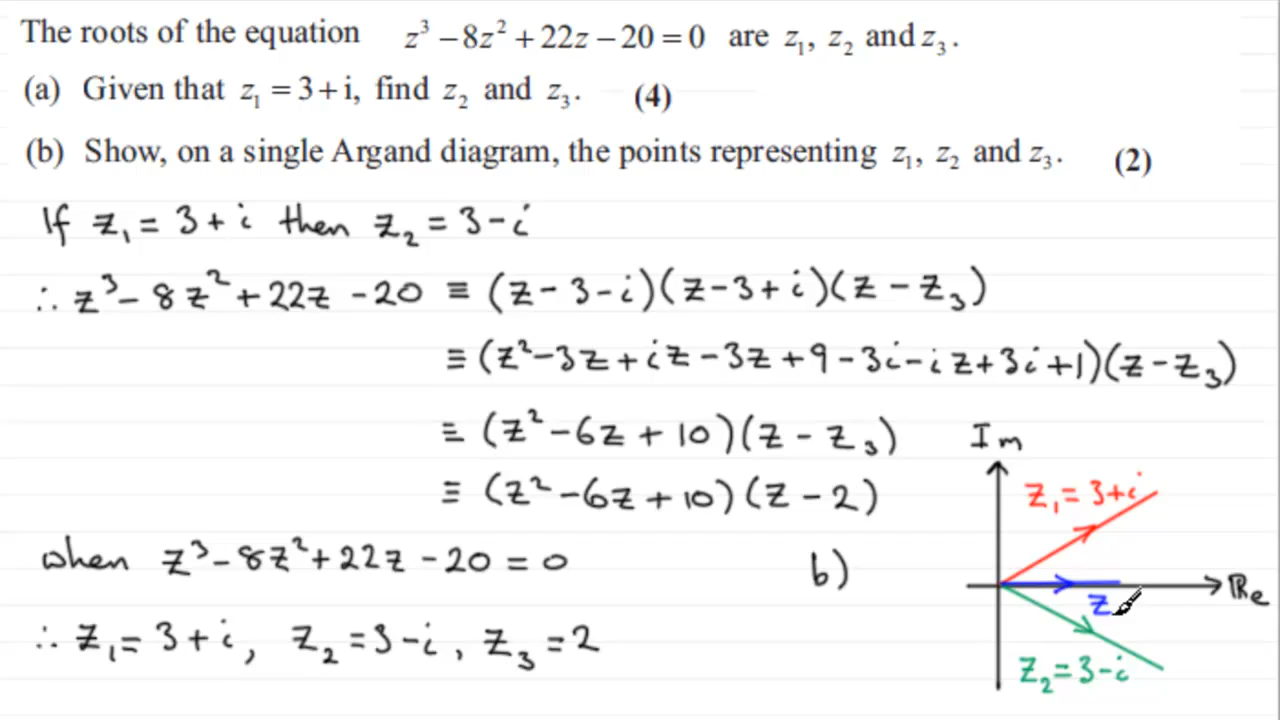 The roots of the equation z³ − 8z² + 22z − 20 = 0 are z₁, z₂ and z₃.
(a) Given that z₁ = 3 + i, find z₂ and z₃. (4)
(b) Show, on a single Argand diagram, the points representing z₁, z₂ and z₃. (2)
If z₁ = 3 + i then z₂ = 3 − i
∴ z³ − 8z² + 22z − 20 ≡ (z − 3 − i)(z − 3 + i)(z − z₃)
≡ (z² − 3z + iz − 3z + 9 − 3i − iz + 3i + 1)(z − z₃)
≡ (z² − 6z + 10)(z − z₃)
≡ (z² − 6z + 10)(z − 2)
when z³ − 8z² + 22z − 20 = 0
∴ z₁ = 3 + i, z₂ = 3 − i, z₃ = 2
b)
Im
z₁ = 3 + i
Re
z
z₂ = 3 − i